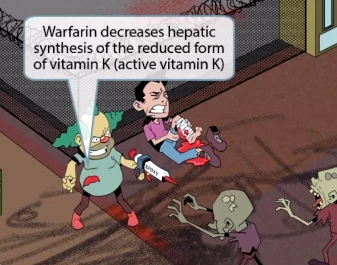 Warfarin decreases hepatic
synthesis of the reduced form
of vitamin K (active vitamin K)